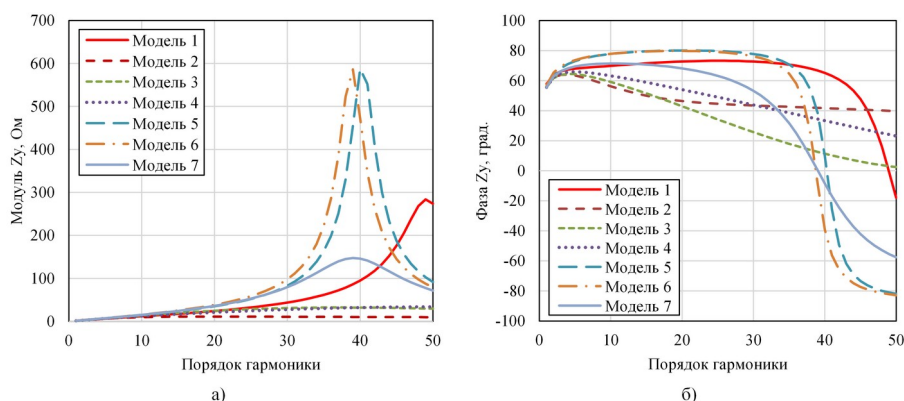 700
600
500
400
300
200
100
0
Модуль Zу, Ом
Модель 1
Модель 2
Модель 3
Модель 4
Модель 5
Модель 6
Модель 7
0 10 20 30 40 50
Порядок гармоники
а)
100
80
60
40
20
0
-20
-40
-60
-80
-100
Фаза Zу, град.
Модель 1
Модель 2
Модель 3
Модель 4
Модель 5
Модель 6
Модель 7
0 10 20 30 40 50
Порядок гармоники
б)